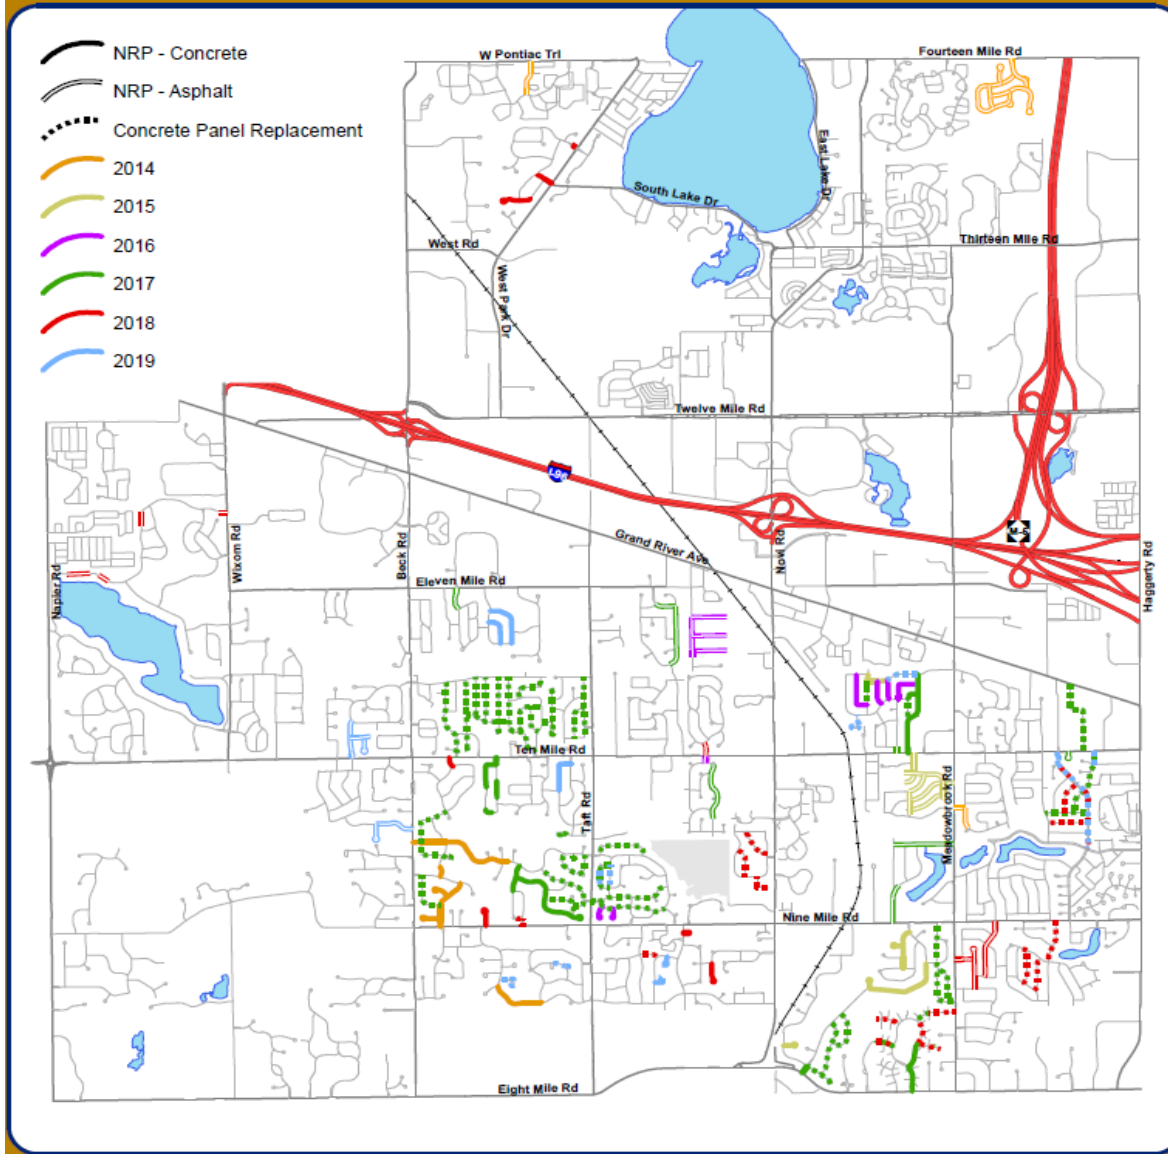 NRP - Concrete
NRP - Asphalt
Concrete Panel Replacement
2014
2015
2016
2017
2018
2019
W Pontiac Trl
Fourteen Mile Rd
East Lake Dr
South Lake Dr
West Rd
Thirteen Mile Rd
West Park Dr
Twelve Mile Rd
I-96
Grand River Ave
Wixom Rd
Beck Rd
Novi Rd
Haggerty Rd
Napier Rd
Eleven Mile Rd
Ten Mile Rd
Taft Rd
Meadowbrook Rd
Nine Mile Rd
Eight Mile Rd